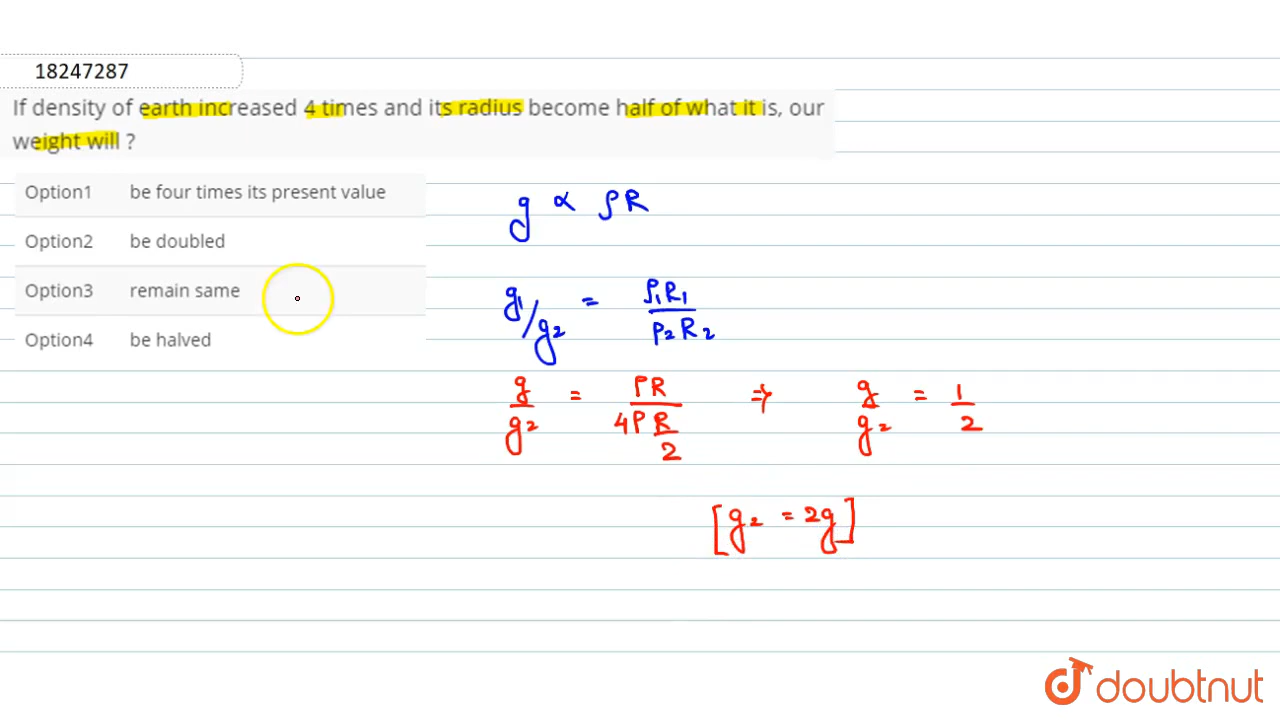 18247287
If density of earth increased 4 times and its radius become half of what it is, our
weight will ?
Option1 be four times its present value
Option2 be doubled
Option3 remain same
Option4 be halved
g ∝ ρR
g₁/g₂ = ρ₁R₁/ρ₂R₂
g/g₂ = ρR/4ρR/2 ⇒ g/g₂ = 1/2
[g₂ = 2g]
doubtnut